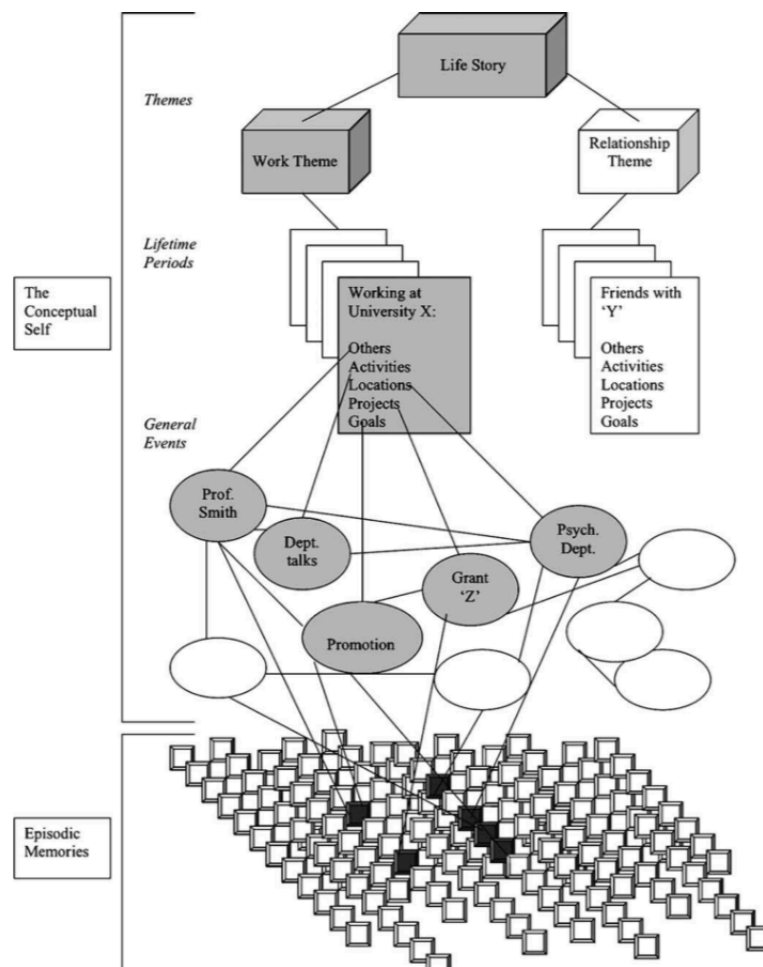 Life Story
Themes
Work Theme
Relationship
Theme
Lifetime
Periods
The
Conceptual
Self
Working at
University X:
Others
Activities
Locations
Projects
Goals
Friends with
‘Y’
Others
Activities
Locations
Projects
Goals
General
Events
Prof.
Smith
Dept.
talks
Psych.
Dept.
Grant
‘Z’
Promotion
Episodic
Memories